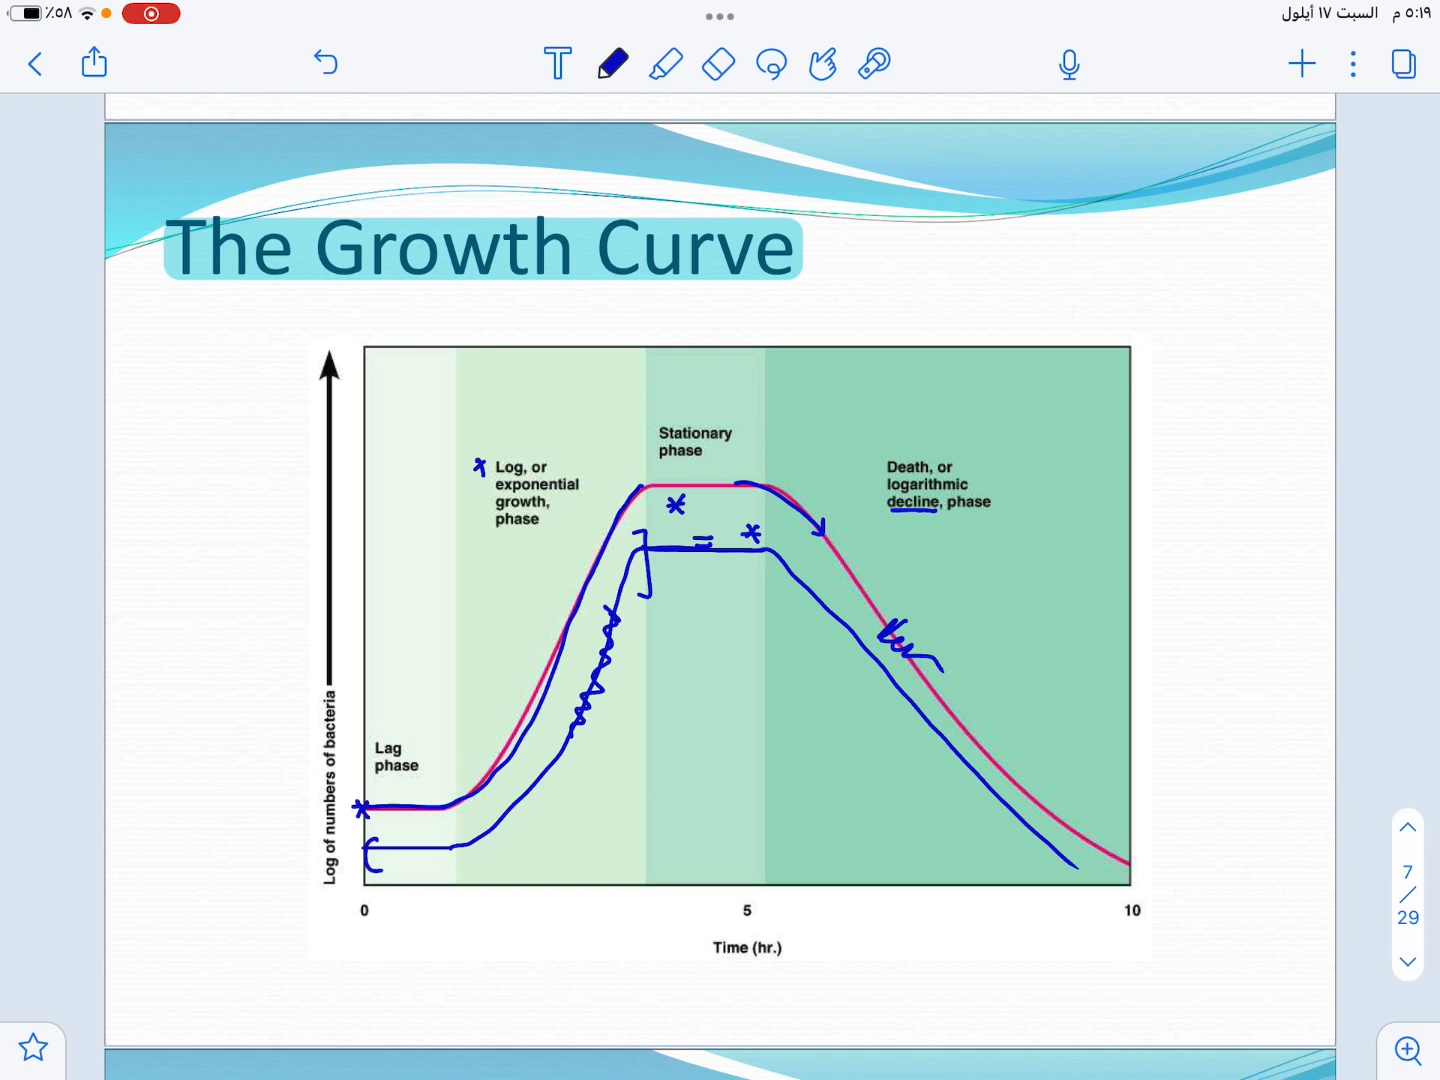 ٪٥٨
السبت ١٧ أيلول ٥:١٩ م
The Growth Curve
Stationary
phase
Log, or
exponential
growth,
phase
Death, or
logarithmic
decline, phase
Lag
phase
Log of numbers of bacteria
0
5
10
Time (hr.)
7
/
29